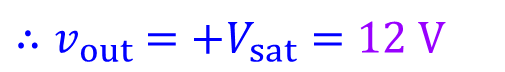 ∴ v_out = +V_sat = 12 V